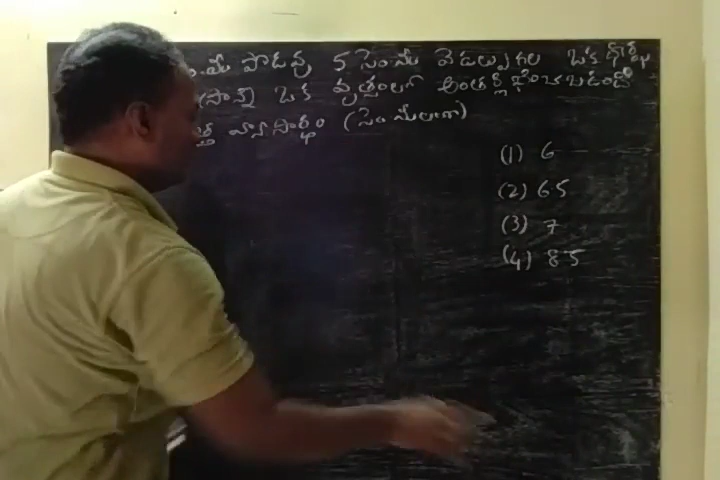 సెం.మీ పొడవు 5 సెం.మీ వెడల్పుగల ఒక దీర్ఘ
ఒక వృత్తంలో అంతర్లిఖించబడింది
వ్యాసార్థం (సెం.మీలలో)
(1) 6
(2) 6.5
(3) 7
(4) 8.5